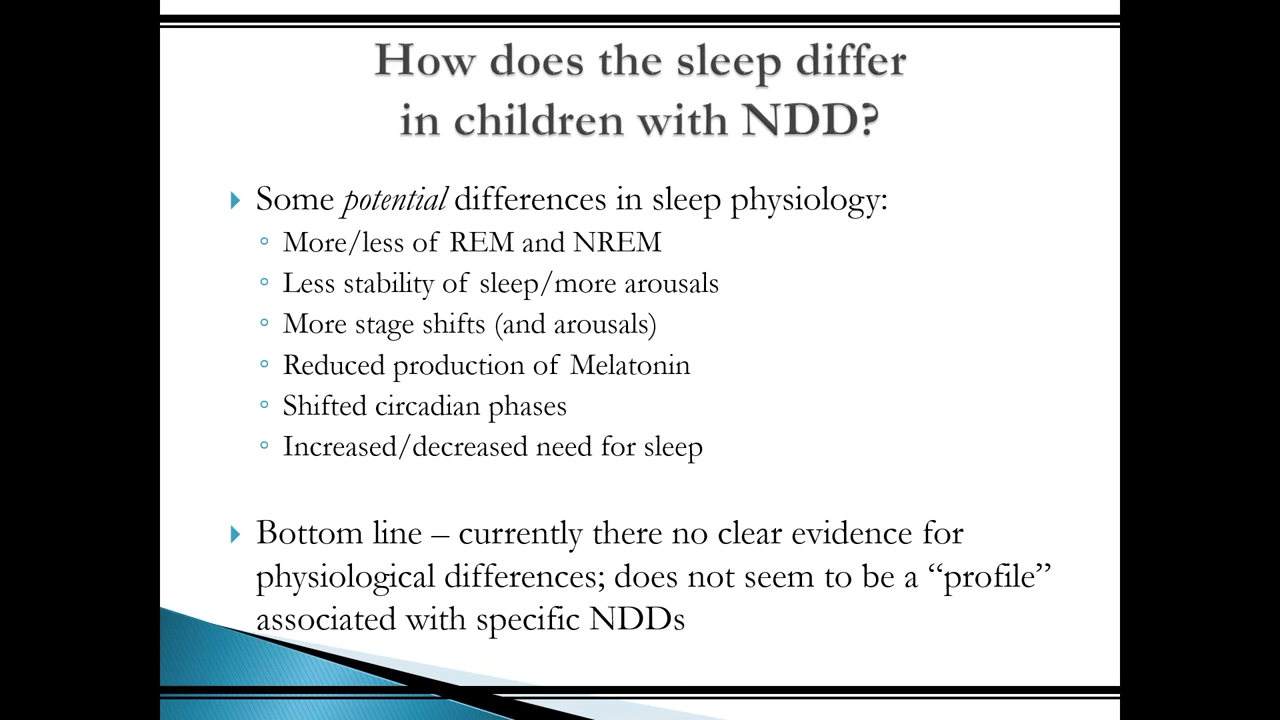 How does the sleep differ
in children with NDD?
Some potential differences in sleep physiology:
More/less of REM and NREM
Less stability of sleep/more arousals
More stage shifts (and arousals)
Reduced production of Melatonin
Shifted circadian phases
Increased/decreased need for sleep
Bottom line – currently there no clear evidence for
physiological differences; does not seem to be a “profile”
associated with specific NDDs